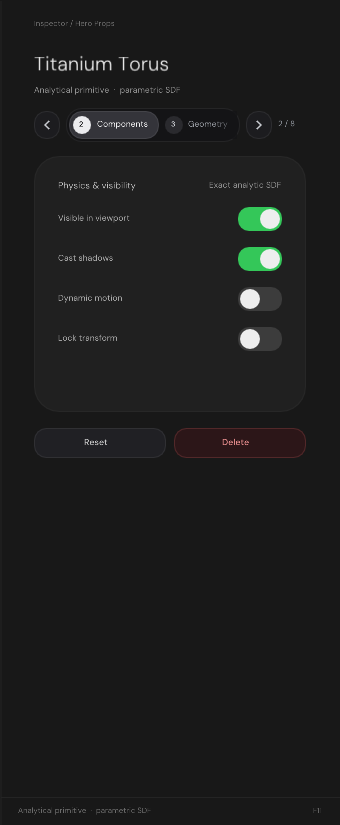 Inspector / Hero Props
Titanium Torus
Analytical primitive · parametric SDF
2 Components 3 Geometry 2 / 8
Physics & visibility Exact analytic SDF
Visible in viewport
Cast shadows
Dynamic motion
Lock transform
Reset Delete
Analytical primitive · parametric SDF